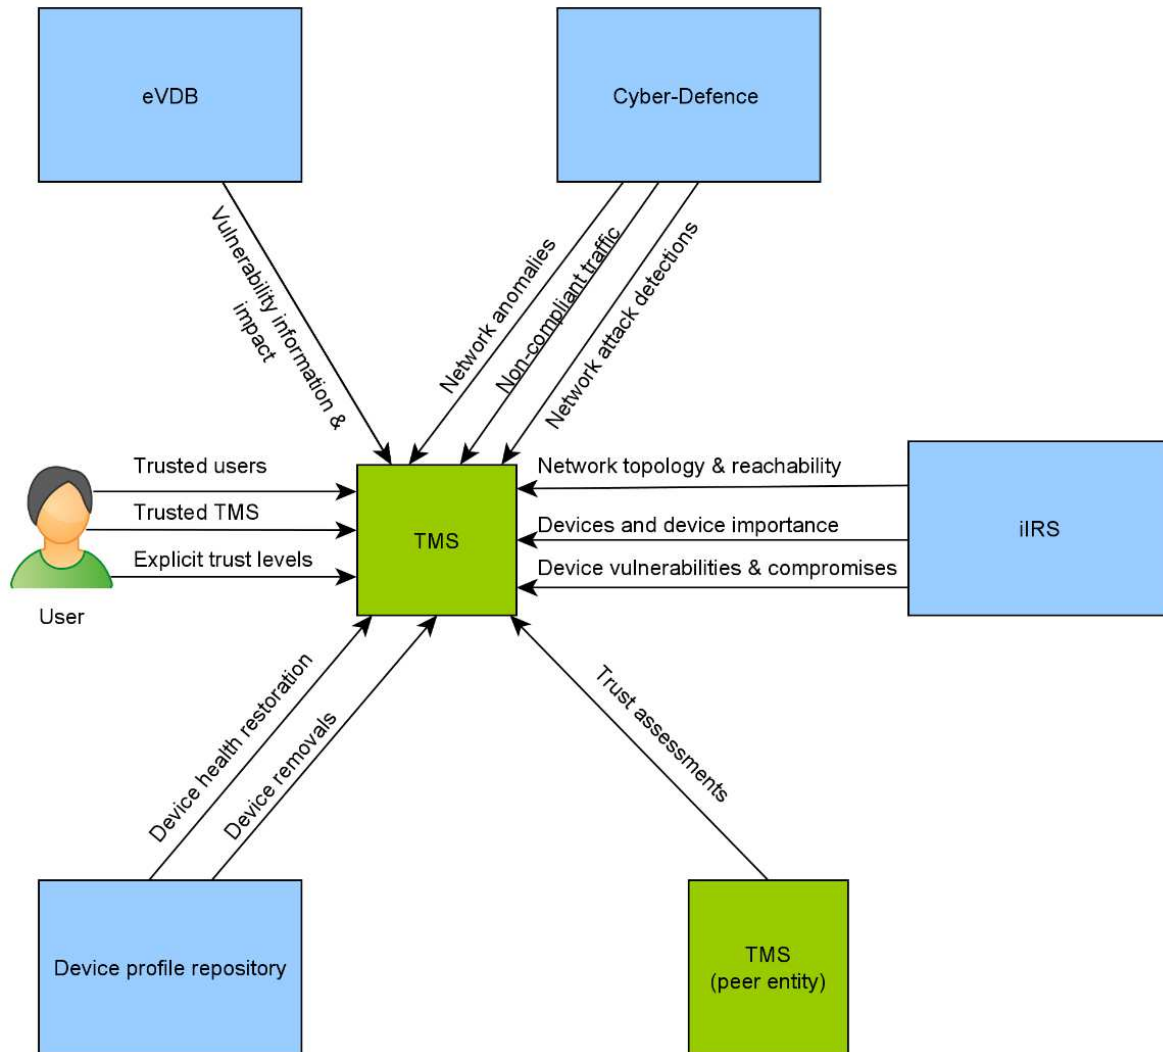 eVDB
Cyber-Defence
Vulnerability information &
impact
Network anomalies
Non-compliant traffic
Network attack detections
Trusted users
Trusted TMS
Explicit trust levels
User
TMS
Network topology & reachability
Devices and device importance
Device vulnerabilities & compromises
iIRS
Device health restoration
Device removals
Trust assessments
Device profile repository
TMS
(peer entity)